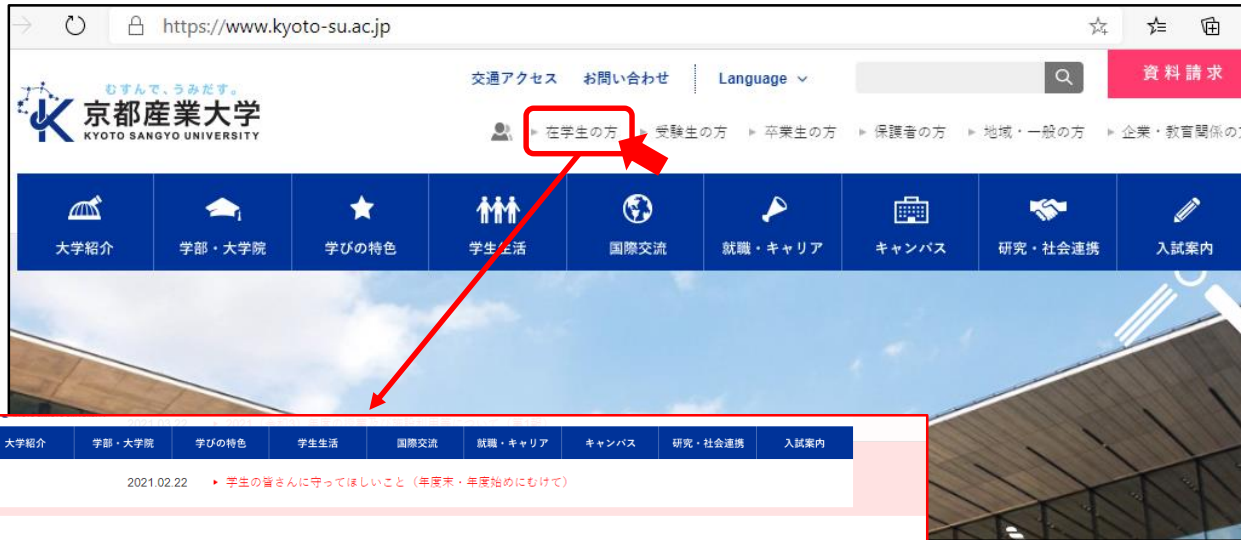 https://www.kyoto-su.ac.jp
むすんで、うみだす。
京都産業大学
KYOTO SANGYO UNIVERSITY
交通アクセス お問い合わせ Language
資料請求
在学生の方 受験生の方 卒業生の方 保護者の方 地域・一般の方 企業・教育関係の
大学紹介 学部・大学院 学びの特色 学生生活 国際交流 就職・キャリア キャンパス 研究・社会連携 入試案内
大学紹介 学部・大学院 学びの特色 学生生活 国際交流 就職・キャリア キャンパス 研究・社会連携 入試案内
2021.02.22 学生の皆さんに守ってほしいこと（年度末・年度始めにむけて）